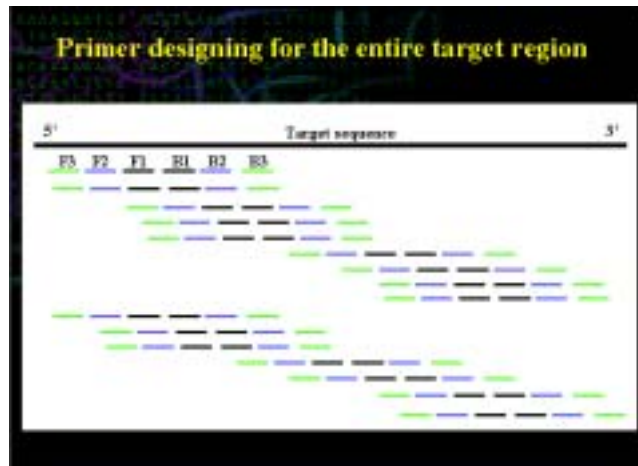 Primer designing for the entire target region
5' Target sequence 3'
F3 F2 F1 B1 B2 B3